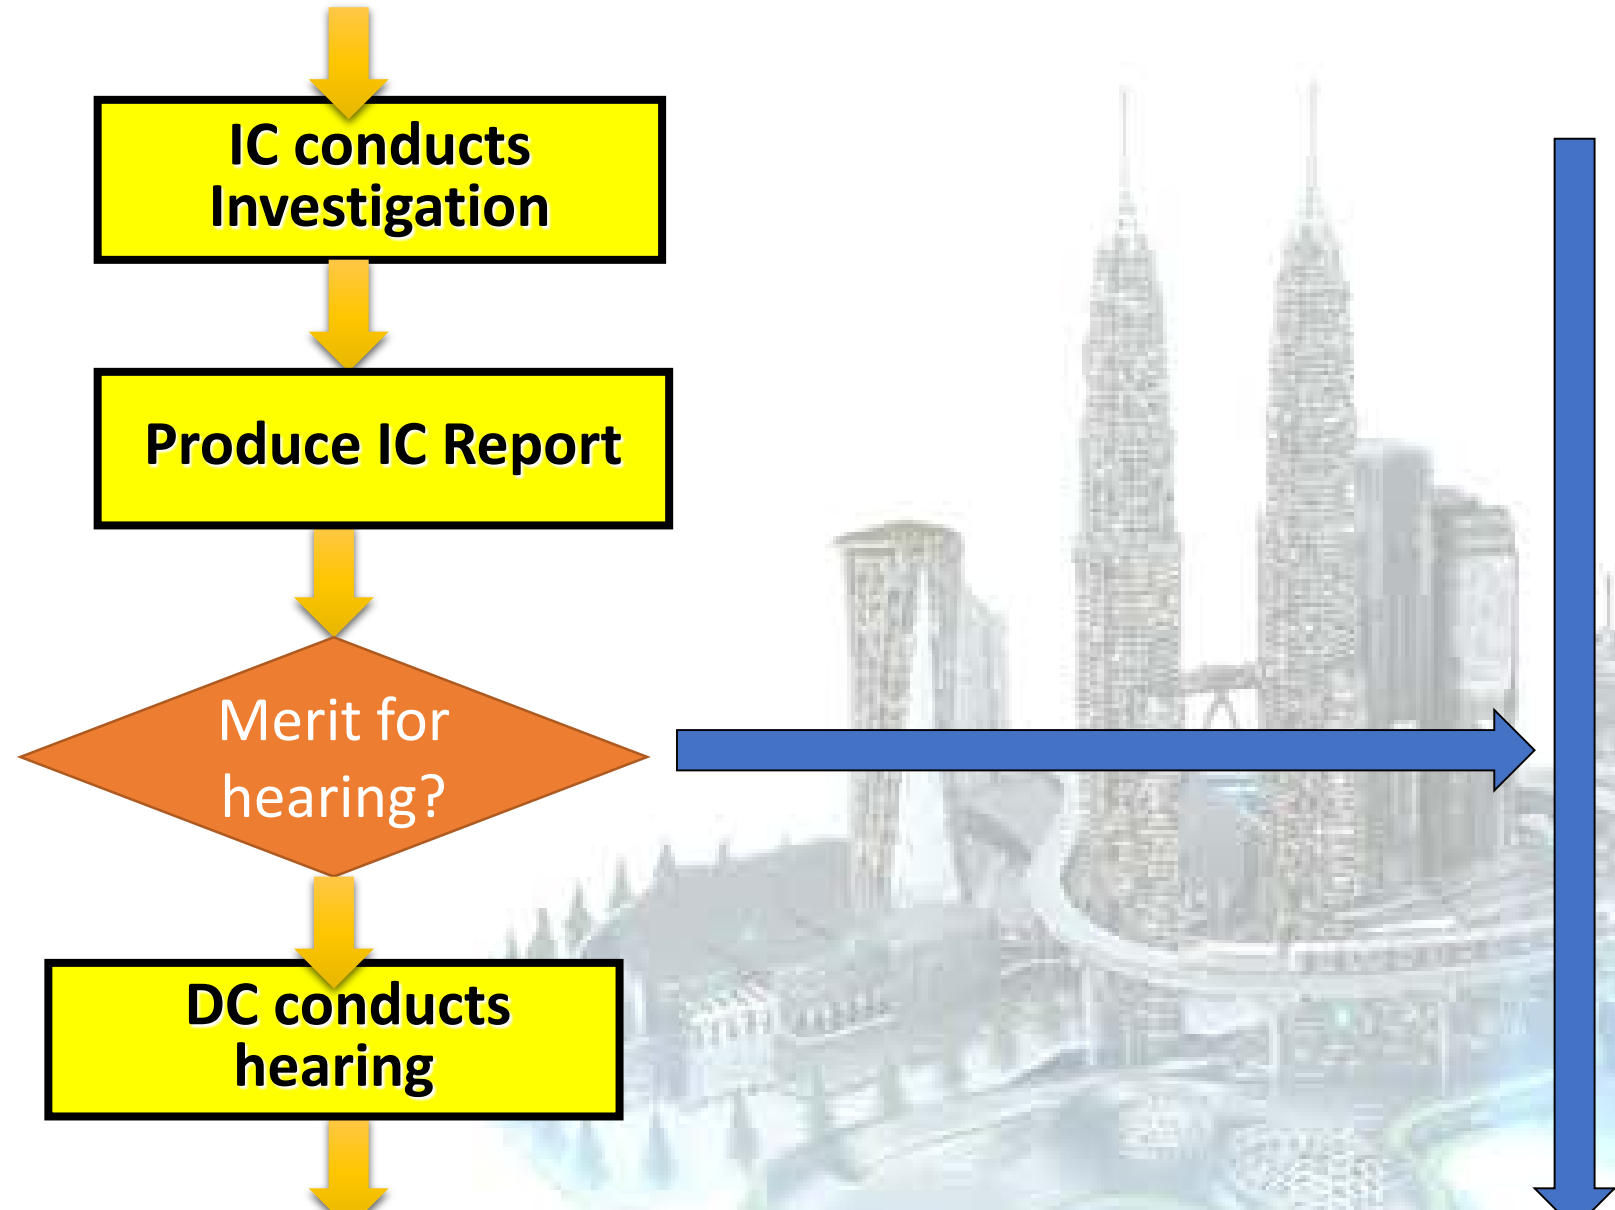 IC conducts
Investigation
Produce IC Report
Merit for
hearing?
DC conducts
hearing